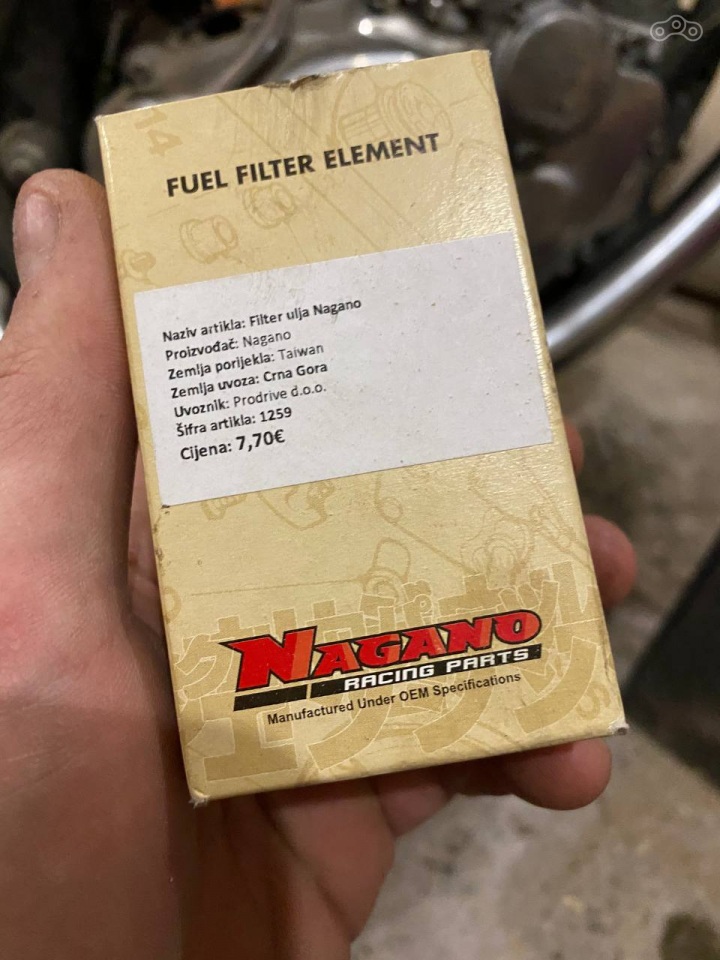 FUEL FILTER ELEMENT
Naziv artikla: Filter ulja Nagano
Proizvođač: Nagano
Zemlja porijekla: Taiwan
Zemlja uvoza: Crna Gora
Uvoznik: Prodrive d.o.o.
Šifra artikla: 1259
Cijena: 7,70€
NAGANO
RACING PARTS
Manufactured Under OEM Specifications